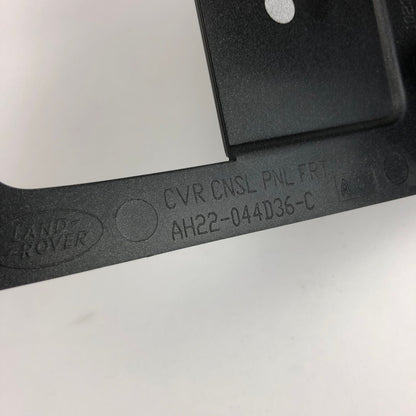 CVR CNSL PNL FRT
AH22-044D36-C
LAND
ROVER